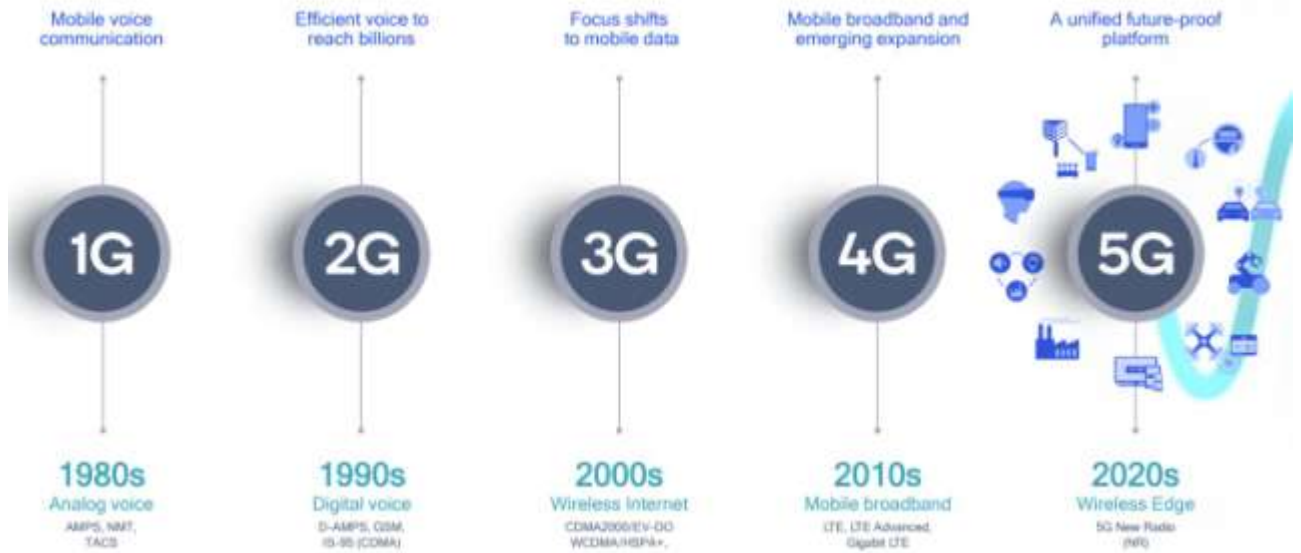 Mobile voice
communication
Efficient voice to
reach billions
Focus shifts
to mobile data
Mobile broadband and
emerging expansion
A unified future-proof
platform
1G
2G
3G
4G
5G
1980s
Analog voice
AMPS, NMT,
TACS
1990s
Digital voice
D-AMPS, GSM,
IS-95 (CDMA)
2000s
Wireless Internet
CDMA2000/EV-DO
WCDMA/HSPA+,
2010s
Mobile broadband
LTE, LTE Advanced,
Gigabit LTE
2020s
Wireless Edge
5G New Radio
(NR)